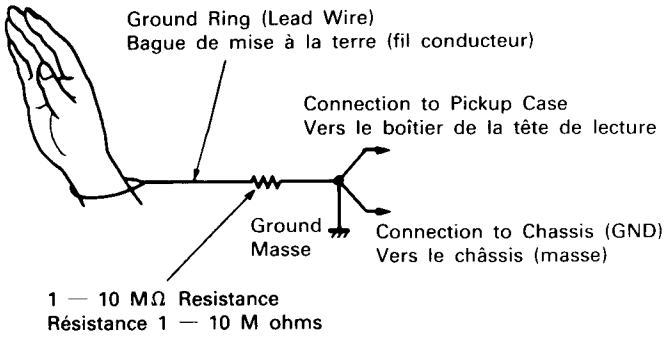 Ground Ring (Lead Wire)
Bague de mise à la terre (fil conducteur)
Connection to Pickup Case
Vers le boîtier de la tête de lecture
Ground
Masse
Connection to Chassis (GND)
Vers le châssis (masse)
1 — 10 MΩ Resistance
Résistance 1 — 10 M ohms